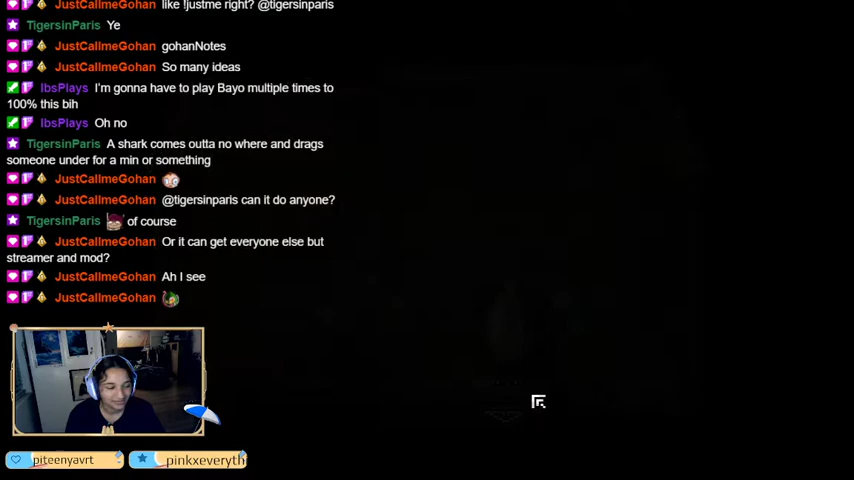 JustCallmeGohan like !justme right? @tigersinparis
TigersinParis Ye
JustCallmeGohan gohanNotes
JustCallmeGohan So many ideas
IbsPlays I'm gonna have to play Bayo multiple times to
100% this bih
IbsPlays Oh no
TigersinParis A shark comes outta no where and drags
someone under for a min or something
JustCallmeGohan
JustCallmeGohan @tigersinparis can it do anyone?
TigersinParis of course
JustCallmeGohan Or it can get everyone else but
streamer and mod?
JustCallmeGohan Ah I see
JustCallmeGohan
piteenyavrt pinkxeveryth